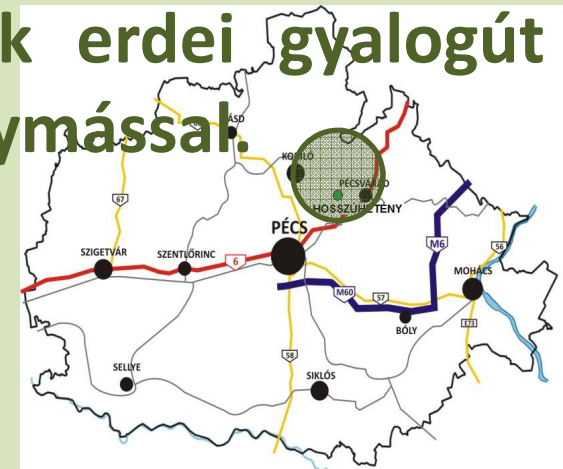 k erdei gyalogút
ymással.
ÁSD
67
KOMLÓ
PÉCSVÁRAD
HOSSZÚHETÉNY
PÉCS
SZIGETVÁR
SZENTLŐRINC
6
M6
56
MOHÁCS
M60
57
BÓLY
E73
58
SELLYE
SIKLÓS